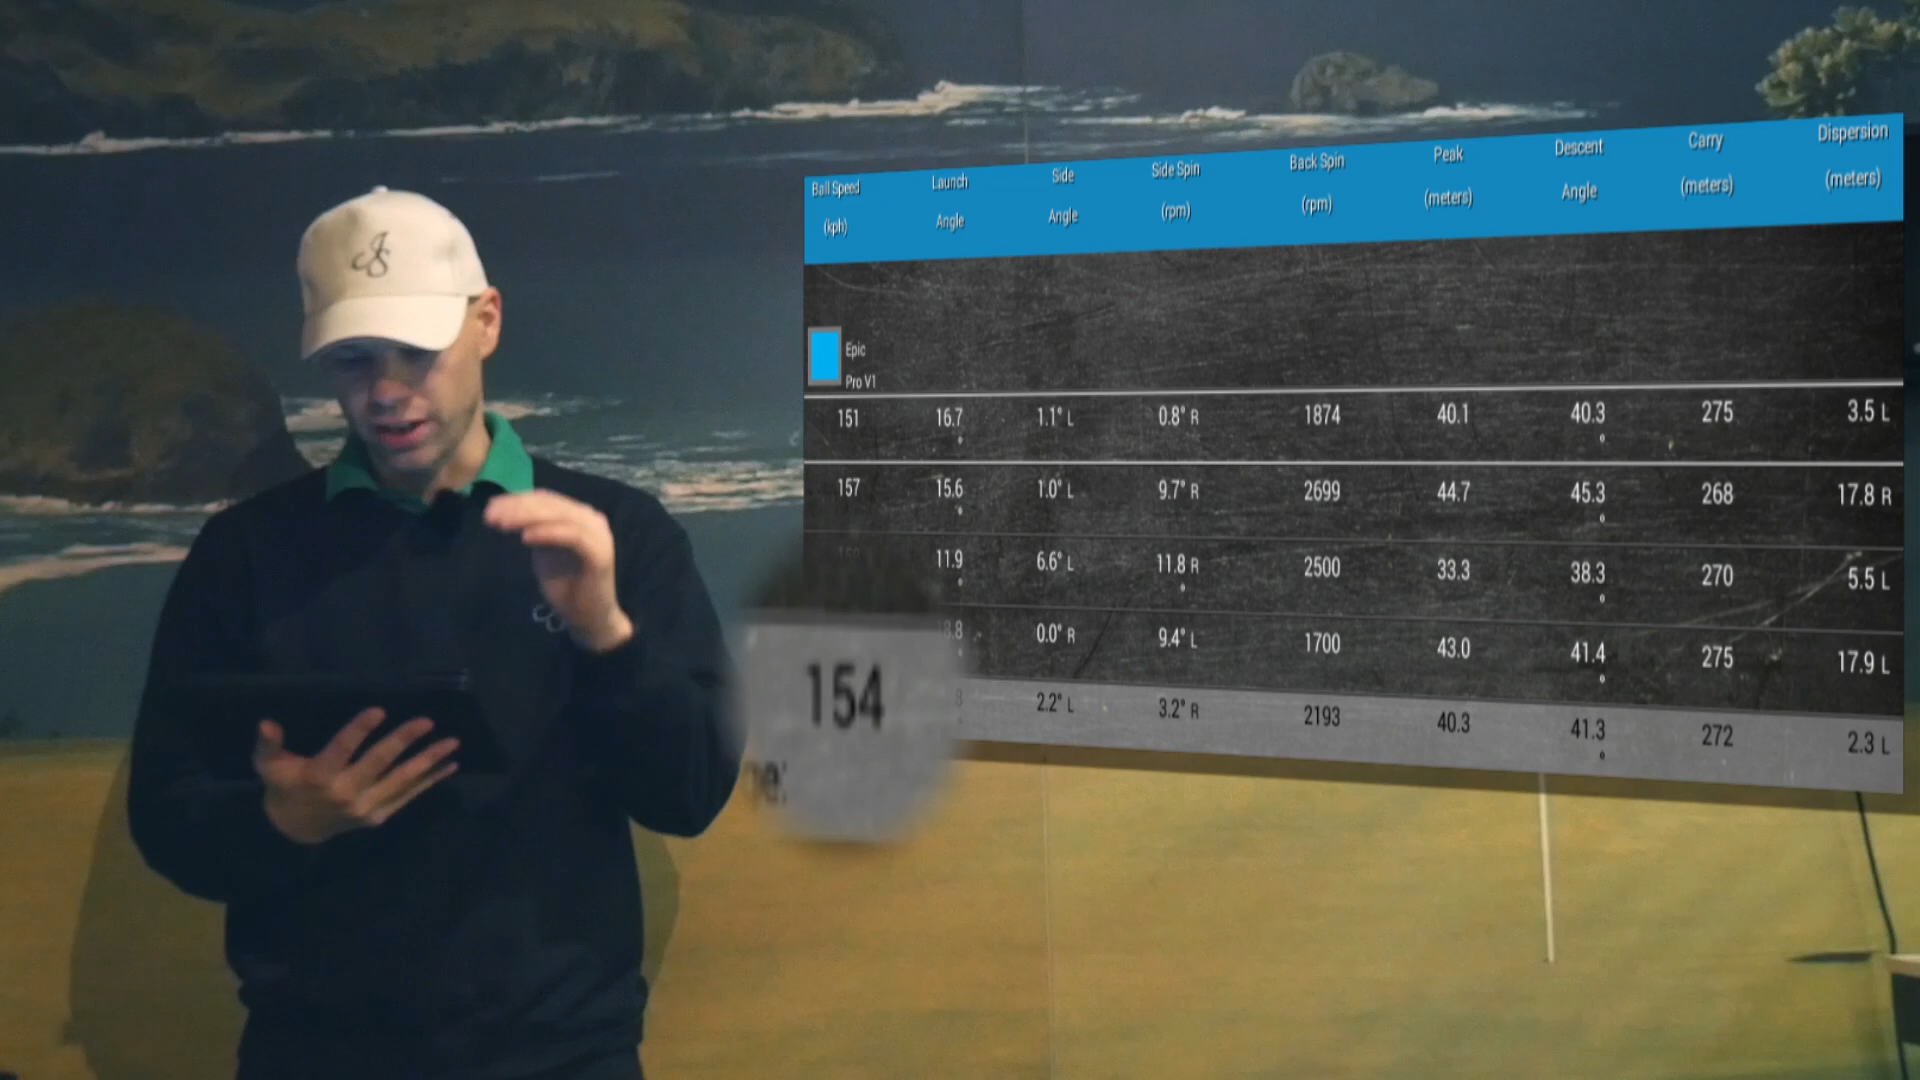 JS
Ball Speed (kph) Launch Angle Side Angle Side Spin (rpm) Back Spin (rpm) Peak (meters) Descent Angle Carry (meters) Dispersion (meters)
Epic
Pro V1
151 16.7° 1.1° L 0.8° R 1874 40.1 40.3° 275 3.5 L
157 15.6° 1.0° L 9.7° R 2699 44.7 45.3° 268 17.8 R
11.9° 6.6° L 11.8° R 2500 33.3 38.3° 270 5.5 L
0.0° R 9.4° L 1700 43.0 41.4° 275 17.9 L
154 2.2° L 3.2° R 2193 40.3 41.3° 272 2.3 L